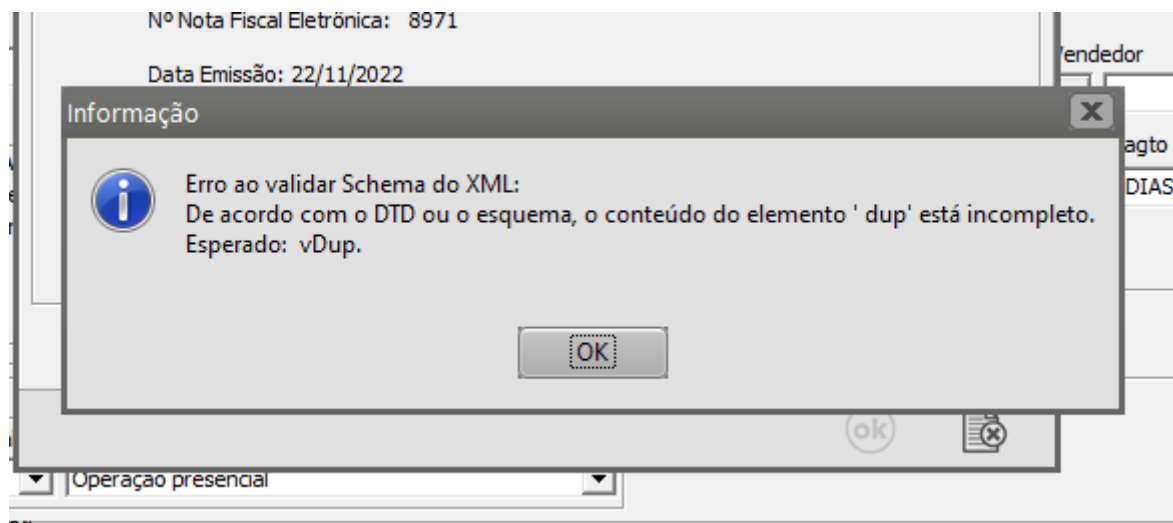 Nº Nota Fiscal Eletrônica: 8971
endedor
Data Emissão: 22/11/2022
Informação
agto
DIAS
Erro ao validar Schema do XML:
De acordo com o DTD ou o esquema, o conteúdo do elemento ' dup' está incompleto.
Esperado: vDup.
OK
ok
Operação presencial